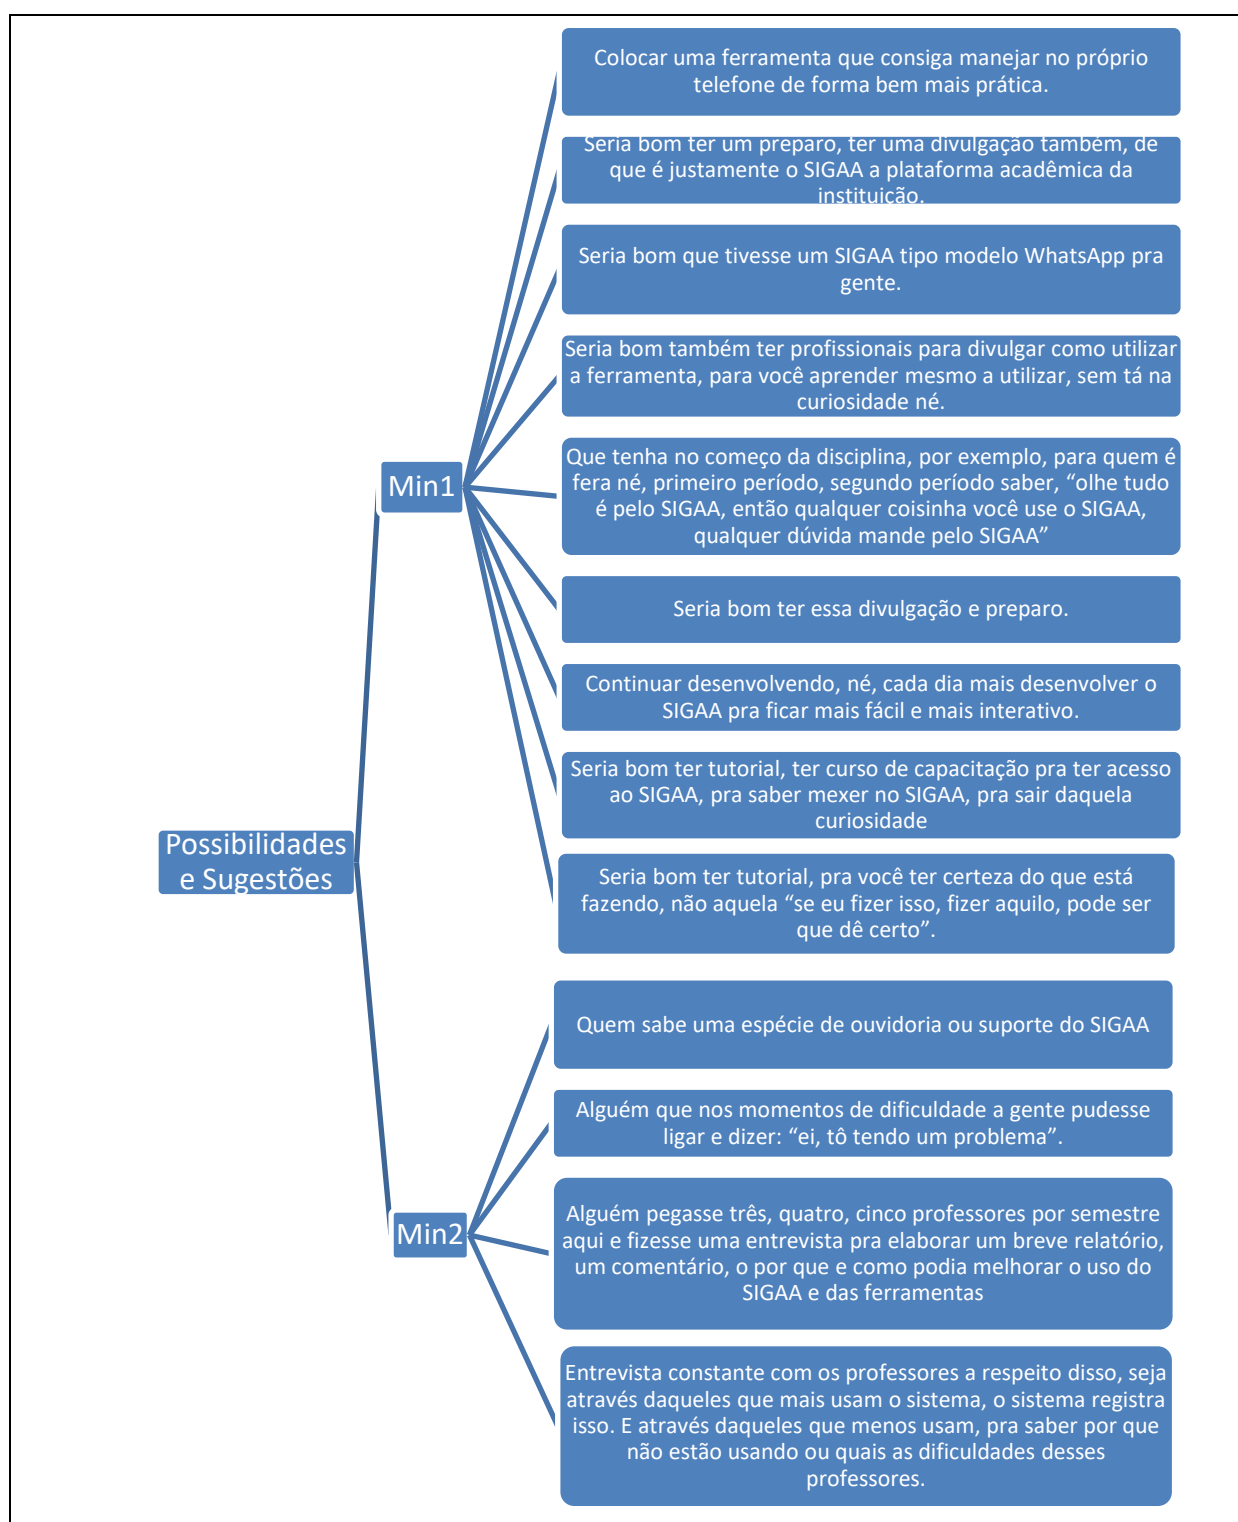 Colocar uma ferramenta que consiga manejar no próprio
telefone de forma bem mais prática.
Seria bom ter um preparo, ter uma divulgação também, de
que é justamente o SIGAA a plataforma acadêmica da
instituição.
Seria bom que tivesse um SIGAA tipo modelo WhatsApp pra
gente.
Seria bom também ter profissionais para divulgar como utilizar
a ferramenta, para você aprender mesmo a utilizar, sem tá na
curiosidade né.
Min1
Que tenha no começo da disciplina, por exemplo, para quem é
fera né, primeiro período, segundo período saber, “olhe tudo
é pelo SIGAA, então qualquer coisinha você use o SIGAA,
qualquer dúvida mande pelo SIGAA”
Seria bom ter essa divulgação e preparo.
Continuar desenvolvendo, né, cada dia mais desenvolver o
SIGAA pra ficar mais fácil e mais interativo.
Seria bom ter tutorial, ter curso de capacitação pra ter acesso
ao SIGAA, pra saber mexer no SIGAA, pra sair daquela
curiosidade
Possibilidades
e Sugestões
Seria bom ter tutorial, pra você ter certeza do que está
fazendo, não aquela “se eu fizer isso, fizer aquilo, pode ser
que dê certo”.
Quem sabe uma espécie de ouvidoria ou suporte do SIGAA
Alguém que nos momentos de dificuldade a gente pudesse
ligar e dizer: “ei, tô tendo um problema”.
Min2
Alguém pegasse três, quatro, cinco professores por semestre
aqui e fizesse uma entrevista pra elaborar um breve relatório,
um comentário, o por que e como podia melhorar o uso do
SIGAA e das ferramentas
Entrevista constante com os professores a respeito disso, seja
através daqueles que mais usam o sistema, o sistema registra
isso. E através daqueles que menos usam, pra saber por que
não estão usando ou quais as dificuldades desses
professores.